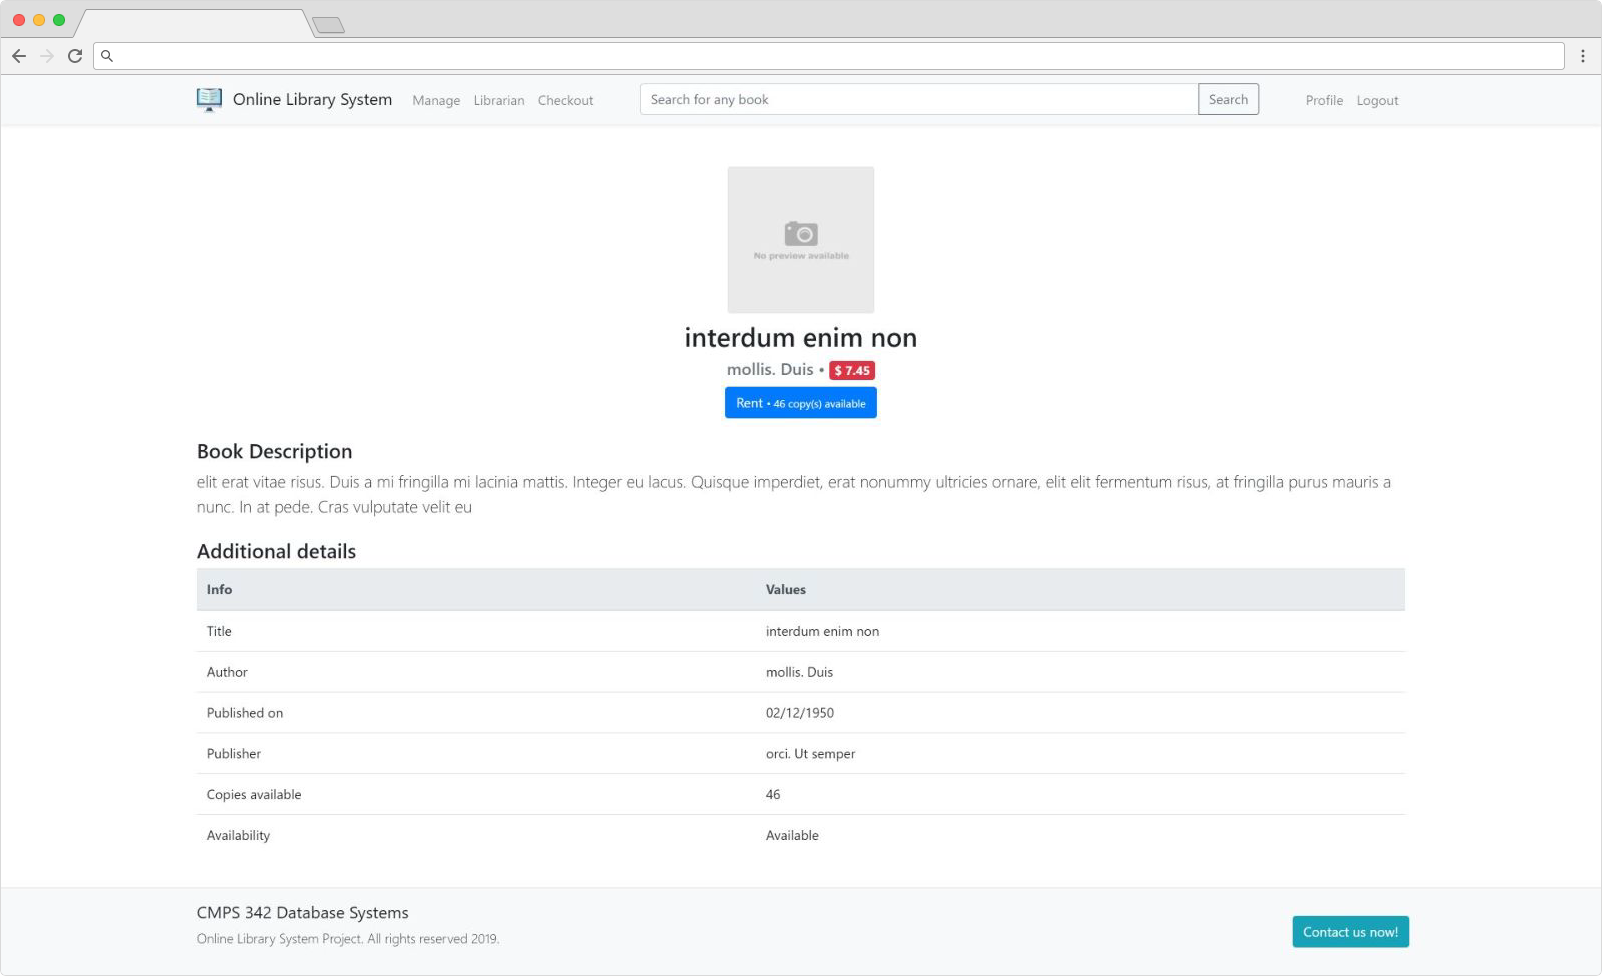 Online Library System Manage Librarian Checkout Search for any book Search Profile Logout
No preview available
interdum enim non
mollis. Duis • $ 7.45
Rent • 46 copy(s) available
Book Description
elit erat vitae risus. Duis a mi fringilla mi lacinia mattis. Integer eu lacus. Quisque imperdiet, erat nonummy ultricies ornare, elit elit fermentum risus, at fringilla purus mauris a
nunc. In at pede. Cras vulputate velit eu
Additional details
Info Values
Title interdum enim non
Author mollis. Duis
Published on 02/12/1950
Publisher orci. Ut semper
Copies available 46
Availability Available
CMPS 342 Database Systems
Online Library System Project. All rights reserved 2019.
Contact us now!